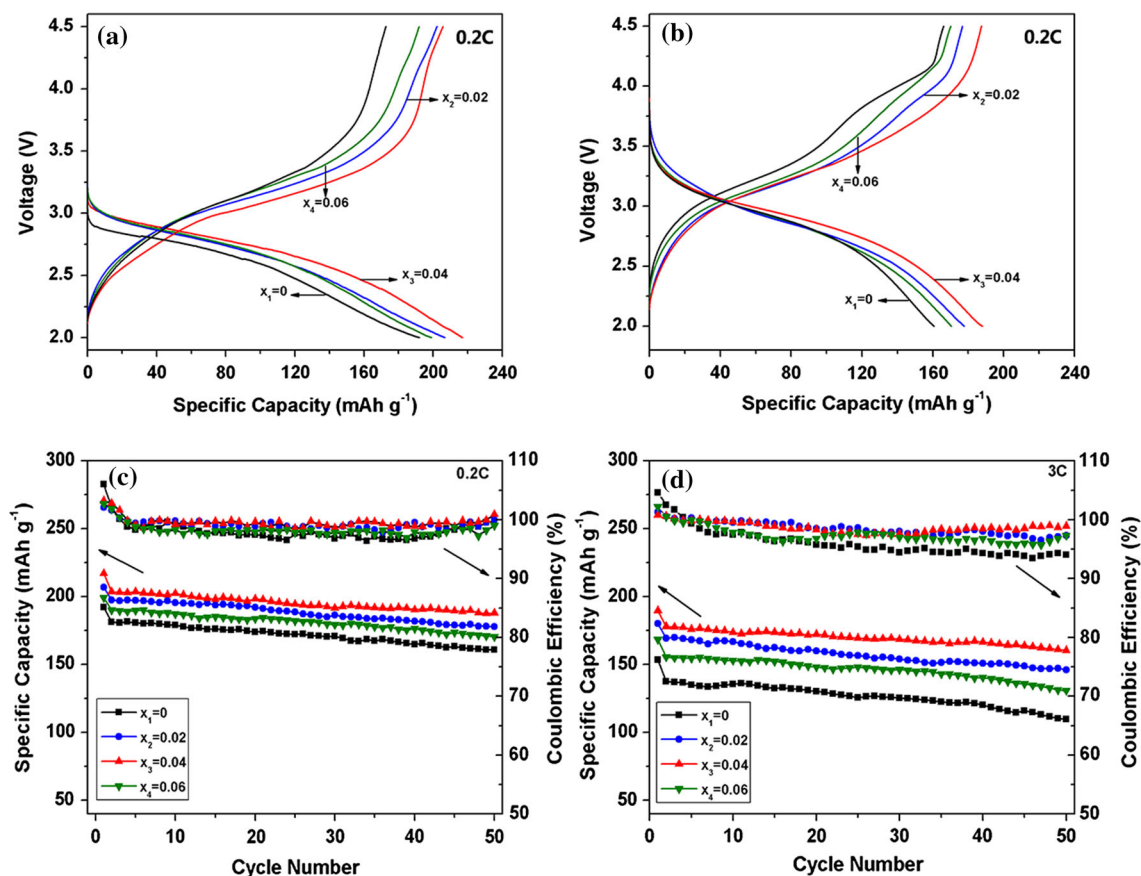 (a)
0.2C
4.5
4.0
3.5
3.0
2.5
2.0
Voltage (V)
x₂=0.02
x₄=0.06
x₃=0.04
x₁=0
0 40 80 120 160 200 240
Specific Capacity (mAh g⁻¹)
(b)
0.2C
4.5
4.0
3.5
3.0
2.5
2.0
Voltage (V)
x₂=0.02
x₄=0.06
x₃=0.04
x₁=0
0 40 80 120 160 200 240
Specific Capacity (mAh g⁻¹)
(c)
0.2C
300
250
200
150
100
50
Specific Capacity (mAh g⁻¹)
110
100
90
80
70
60
50
Coulombic Efficiency (%)
x₁=0
x₂=0.02
x₃=0.04
x₄=0.06
0 10 20 30 40 50
Cycle Number
(d)
3C
300
250
200
150
100
50
Specific Capacity (mAh g⁻¹)
110
100
90
80
70
60
50
Coulombic Efficiency (%)
x₁=0
x₂=0.02
x₃=0.04
x₄=0.06
0 10 20 30 40 50
Cycle Number